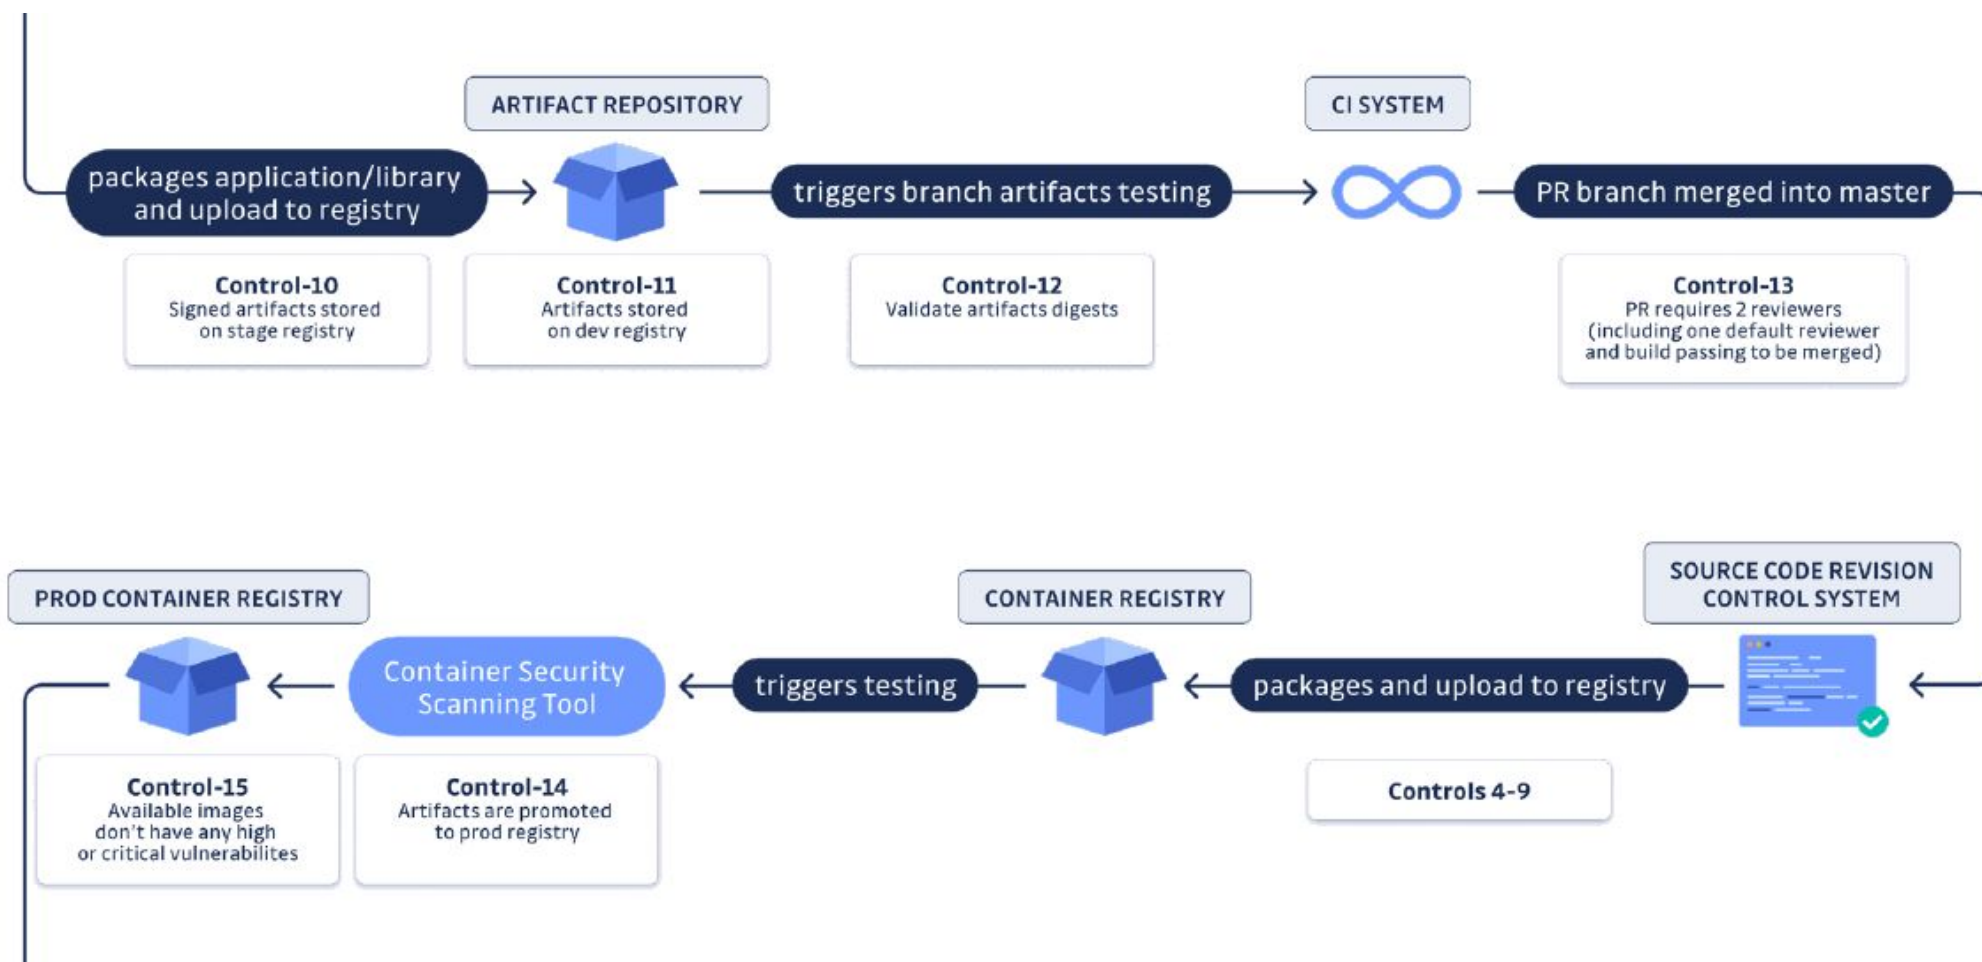 ARTIFACT REPOSITORY
CI SYSTEM
packages application/library
and upload to registry
triggers branch artifacts testing
PR branch merged into master
Control-10
Signed artifacts stored
on stage registry
Control-11
Artifacts stored
on dev registry
Control-12
Validate artifacts digests
Control-13
PR requires 2 reviewers
(including one default reviewer
and build passing to be merged)
SOURCE CODE REVISION
CONTROL SYSTEM
CONTAINER REGISTRY
PROD CONTAINER REGISTRY
packages and upload to registry
triggers testing
Container Security
Scanning Tool
Controls 4-9
Control-14
Artifacts are promoted
to prod registry
Control-15
Available images
don't have any high
or critical vulnerabilites